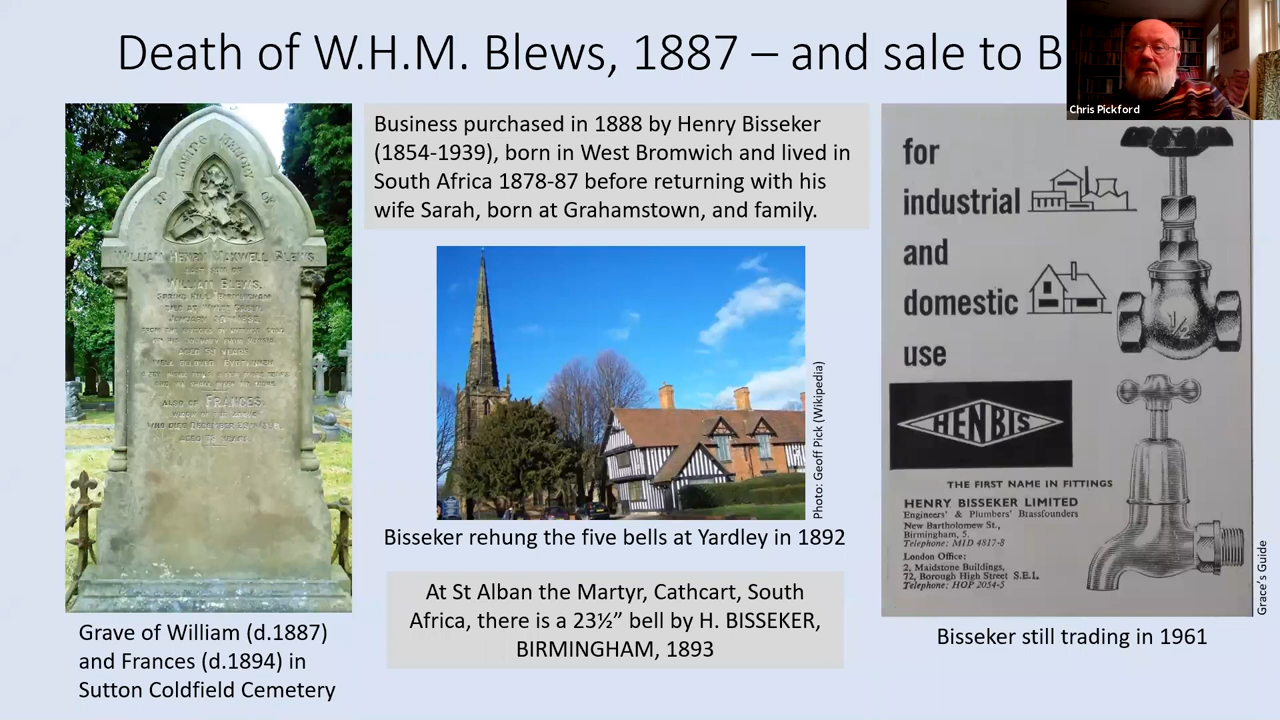 Death of W.H.M. Blews, 1887 – and sale to B
Chris Pickford
IN LOVING MEMORY OF
WILLIAM HENRY MAXWELL BLEWS
WILLIAM BLEWS,
ALSO OF FRANCES,
Grave of William (d.1887)
and Frances (d.1894) in
Sutton Coldfield Cemetery
Business purchased in 1888 by Henry Bisseker
(1854-1939), born in West Bromwich and lived in
South Africa 1878-87 before returning with his
wife Sarah, born at Grahamstown, and family.
Photo: Geoff Pick (Wikipedia)
Bisseker rehung the five bells at Yardley in 1892
At St Alban the Martyr, Cathcart, South
Africa, there is a 23½” bell by H. BISSEKER,
BIRMINGHAM, 1893
for
industrial
and
domestic
use
1/2
HENBIS
THE FIRST NAME IN FITTINGS
HENRY BISSEKER LIMITED
Engineers' & Plumbers' Brassfounders
New Bartholomew St.,
Birmingham, 5.
Telephone: MID 4817-8
London Office:
2, Maidstone Buildings,
72, Borough High Street S.E.1.
Telephone: HOP 2054-5
Grace's Guide
Bisseker still trading in 1961